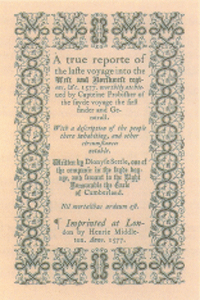 A true reporte of
the laste voyage into the
West and Northwest regi-
ons, &c. 1577. worthily atchie-
ved by Capteine Frobisher of
the sayde voyage the first
finder and Ge-
nerall.
With a description of the people
there inhabiting, and other
circumstances
notable.
Written by Dionyse Settle, one of
the companie in the sayde voy-
age, and servant to the Right
Honourable the Earle
of Cumberland.
Nil mortalibus arduum est.
¶ Imprinted at Lon-
don by Henrie Middle-
ton. Anno. 1577.